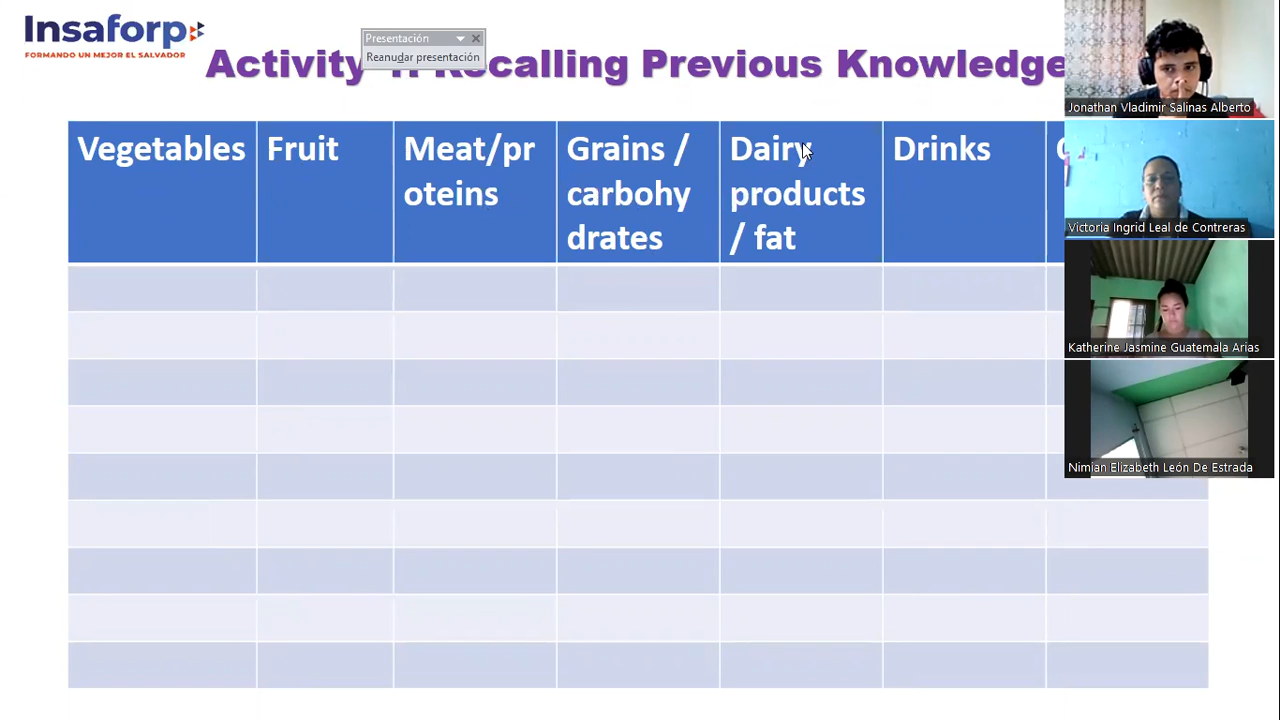 Insaforp
FORMANDO UN MEJOR EL SALVADOR
Presentación
Reanudar presentación
Activity 1: Recalling Previous Knowledge
Vegetables
Fruit
Meat/pr
oteins
Grains /
carbohy
drates
Dairy
products
/ fat
Drinks
Jonathan Vladimir Salinas Alberto
Victoria Ingrid Leal de Contreras
Katherine Jasmine Guatemala Arias
Nimian Elizabeth León De Estrada